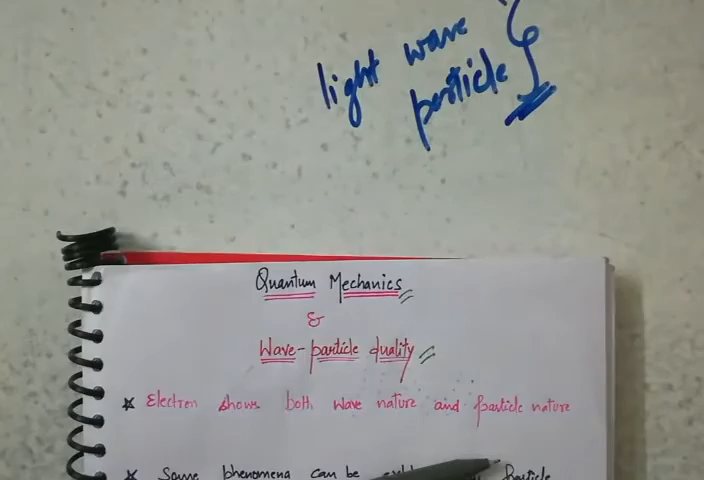 light wave
particle
Quantum Mechanics
&
Wave-particle duality
Electron shows both wave nature and particle nature
Some phenomena can be particle